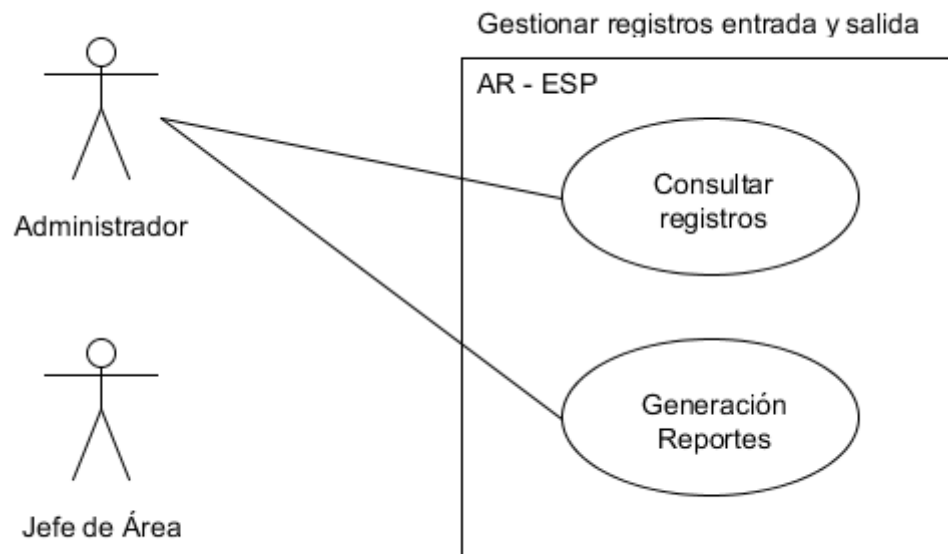 Gestionar registros entrada y salida
AR - ESP
Consultar
registros
Administrador
Generación
Reportes
Jefe de Área